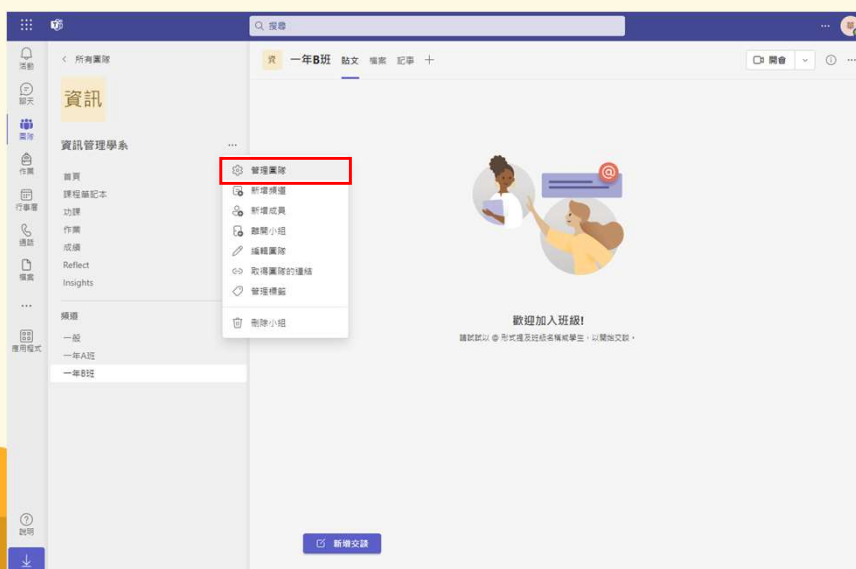 搜尋
活動
聊天
團隊
作業
行事曆
通話
檔案
應用程式
說明
所有團隊
資訊
資訊管理學系
首頁
課程筆記本
功課
作業
成績
Reflect
Insights
頻道
一般
一年A班
一年B班
管理團隊
新增頻道
新增成員
離開小組
編輯團隊
取得團隊的連結
管理標籤
刪除小組
資 一年B班 貼文 檔案 記事
開會
@
歡迎加入班級!
請試試以 @ 形式提及班級名稱或學生，以開始交談。
新增交談